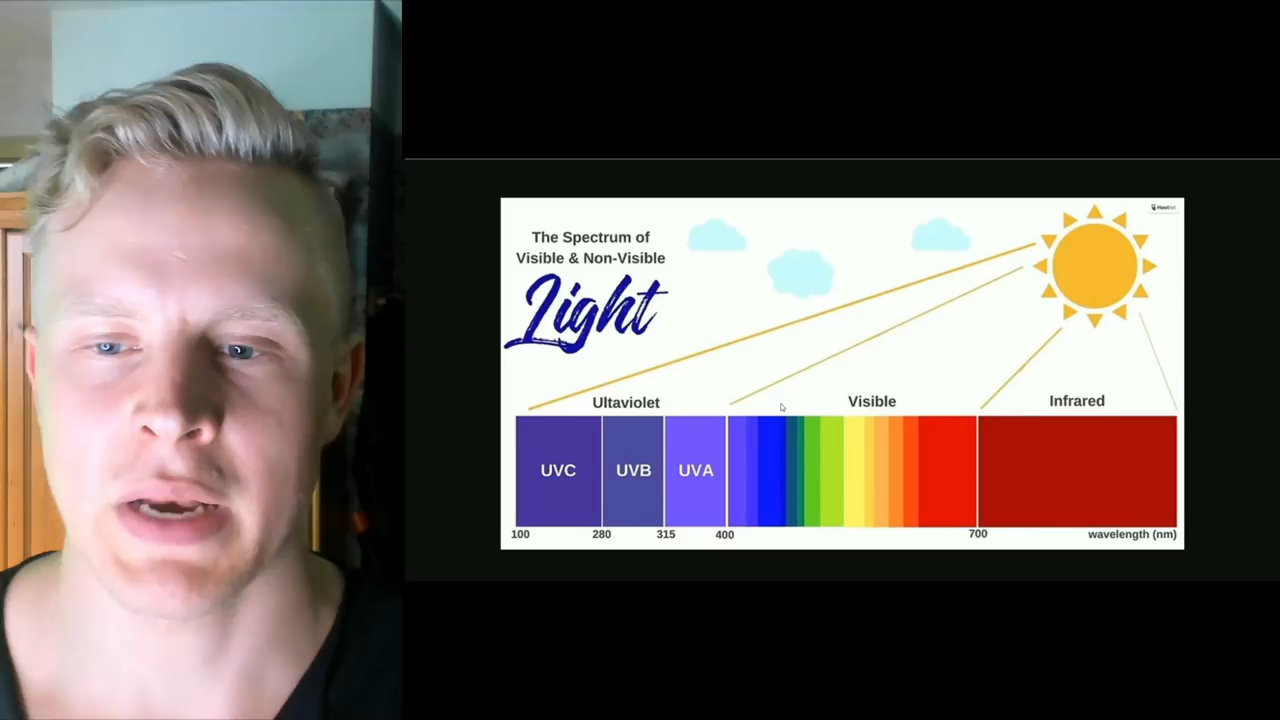 The Spectrum of
Visible & Non-Visible
Light
Ultaviolet
Visible
Infrared
UVC
UVB
UVA
100
280
315
400
700
wavelength (nm)